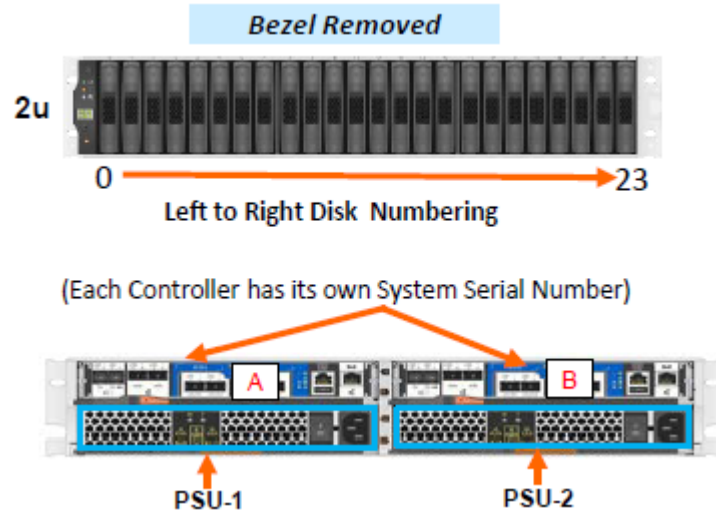 Bezel Removed
2u
0 23
Left to Right Disk Numbering
(Each Controller has its own System Serial Number)
A B
PSU-1 PSU-2